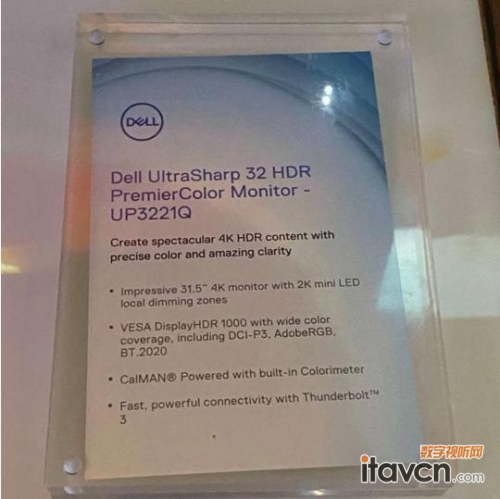 DELL
Dell UltraSharp 32 HDR
PremierColor Monitor -
UP3221Q
Create spectacular 4K HDR content with
precise color and amazing clarity
• Impressive 31.5" 4K monitor with 2K mini LED
local dimming zones
• VESA DisplayHDR 1000 with wide color
coverage, including DCI-P3, AdobeRGB,
BT.2020
• CalMAN® Powered with built-in Colorimeter
• Fast, powerful connectivity with Thunderbolt™
3
数字视听网
itavcn.com